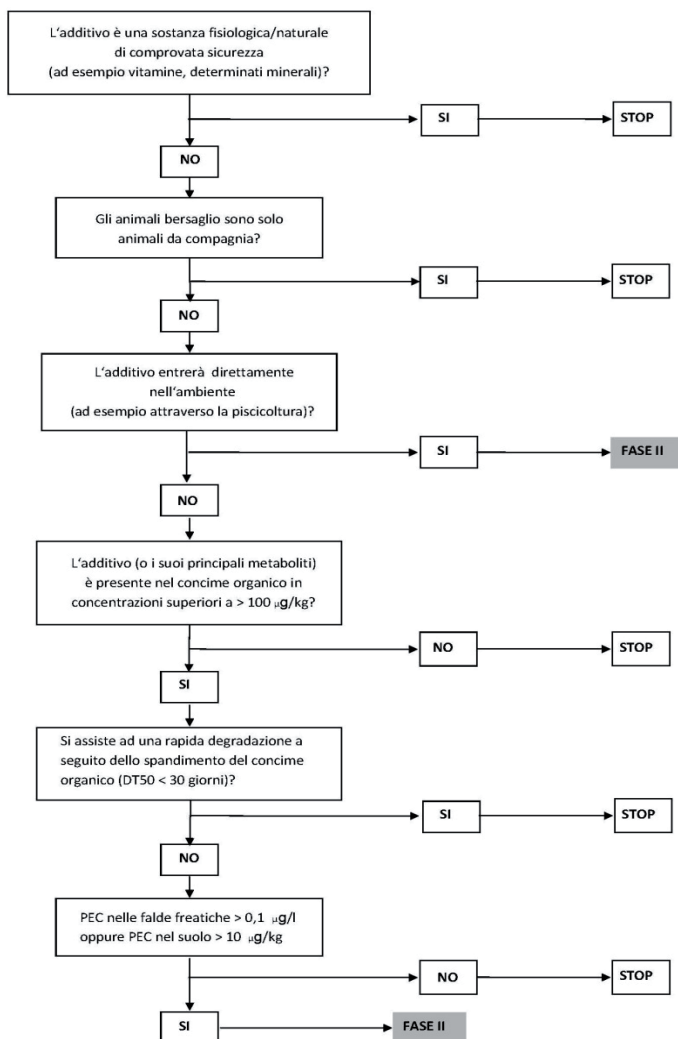 L'additivo è una sostanza fisiologica/naturale
di comprovata sicurezza
(ad esempio vitamine, determinati minerali)?
SI
STOP
NO
Gli animali bersaglio sono solo
animali da compagnia?
SI
STOP
NO
L'additivo entrerà direttamente
nell'ambiente
(ad esempio attraverso la piscicoltura)?
SI
FASE II
NO
L'additivo (o i suoi principali metaboliti)
è presente nel concime organico in
concentrazioni superiori a > 100 µg/kg?
NO
STOP
SI
Si assiste ad una rapida degradazione a
seguito dello spandimento del concime
organico (DT50 < 30 giorni)?
SI
STOP
NO
PEC nelle falde freatiche > 0,1 µg/l
oppure PEC nel suolo > 10 µg/kg
NO
STOP
SI
FASE II